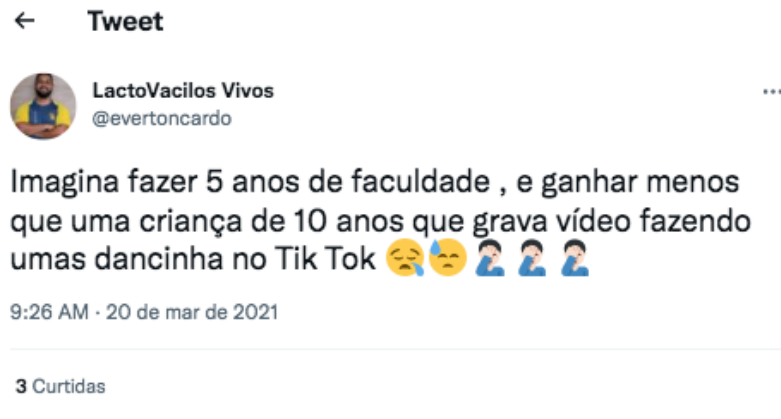 Tweet
LactoVacilos Vivos
@evertoncardo
Imagina fazer 5 anos de faculdade , e ganhar menos
que uma criança de 10 anos que grava vídeo fazendo
umas dancinha no Tik Tok 😪😓🤦🏻‍♂️🤦🏻‍♂️🤦🏻‍♂️
9:26 AM · 20 de mar de 2021
3 Curtidas